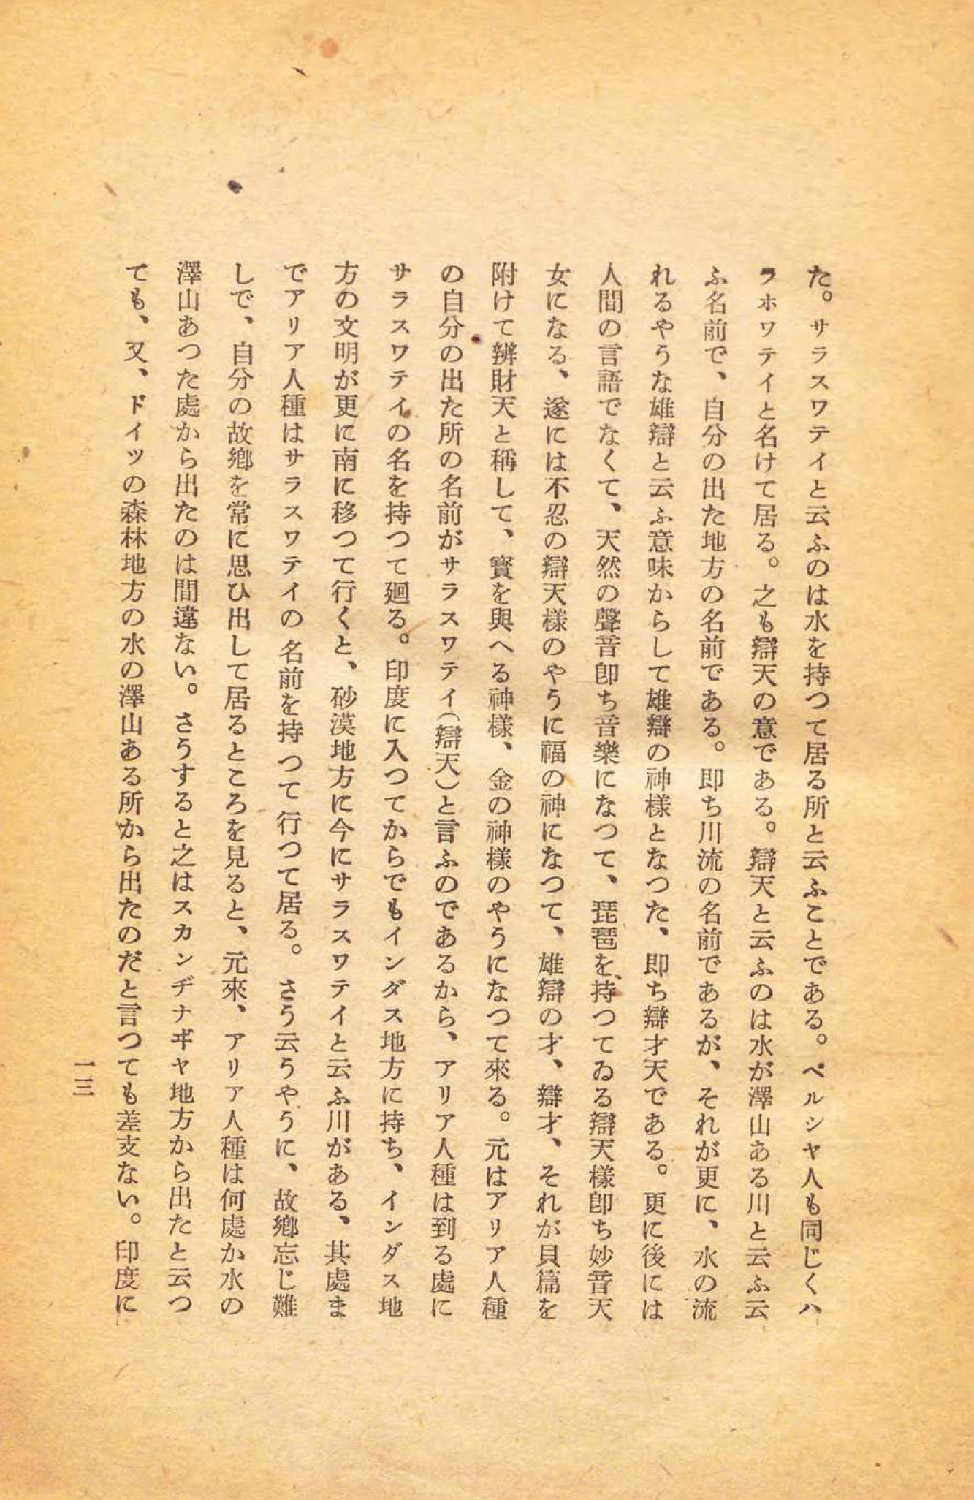 た。サラスワテイと云ふのは水を持つて居る所と云ふことである。ペルシヤ人も同じくハ
ラホワテイと名けて居る。之も辯天の意である。辯天と云ふのは水が澤山ある川と云ふ云
ふ名前で、自分の出た地方の名前である。即ち川流の名前であるが、それが更に、水の流
れるやうな雄辯と云ふ意味からして雄辯の神様となつた、即ち辯才天である。更に後には
人間の言語でなくて、天然の聲音卽ち音樂になつて、琵琶を持つてゐる辯天樣卽ち妙音天
女になる、遂には不忍の辯天樣のやうに福の神になつて、雄辯の才、辯才、それが貝篇を
附けて辨財天と稱して、寳を與へる神樣、金の神樣のやうになつて來る。元はアリア人種
の自分の出た所の名前がサラスワテイ(辯天)と言ふのであるから、アリア人種は到る處に
サラスワテイの名を持つて廻る。印度に入つてからでもインダス地方に持ち、インダス地
方の文明が更に南に移つて行くと、砂漠地方に今にサラスワテイと云ふ川がある、其處ま
でアリア人種はサラスワテイの名前を持つて行つて居る。さう云うやうに、故鄕忘じ難
しで、自分の故鄕を常に思ひ出して居るところを見ると、元來、アリア人種は何處か水の
澤山あつた處から出たのは間違ない。さうすると之はスカンヂナヰヤ地方から出たと云つ
ても、又、ドイツの森林地方の水の澤山ある所から出たのだと言つても差支ない。印度に
一三